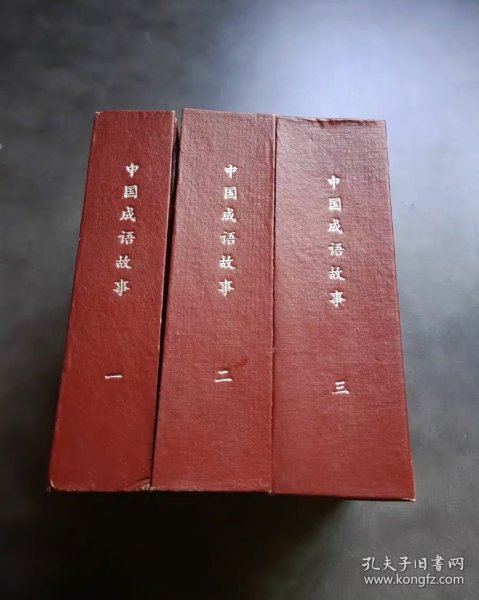 中国成语故事
一
中国成语故事
二
中国成语故事
三
孔夫子旧书网
www.kongfz.com